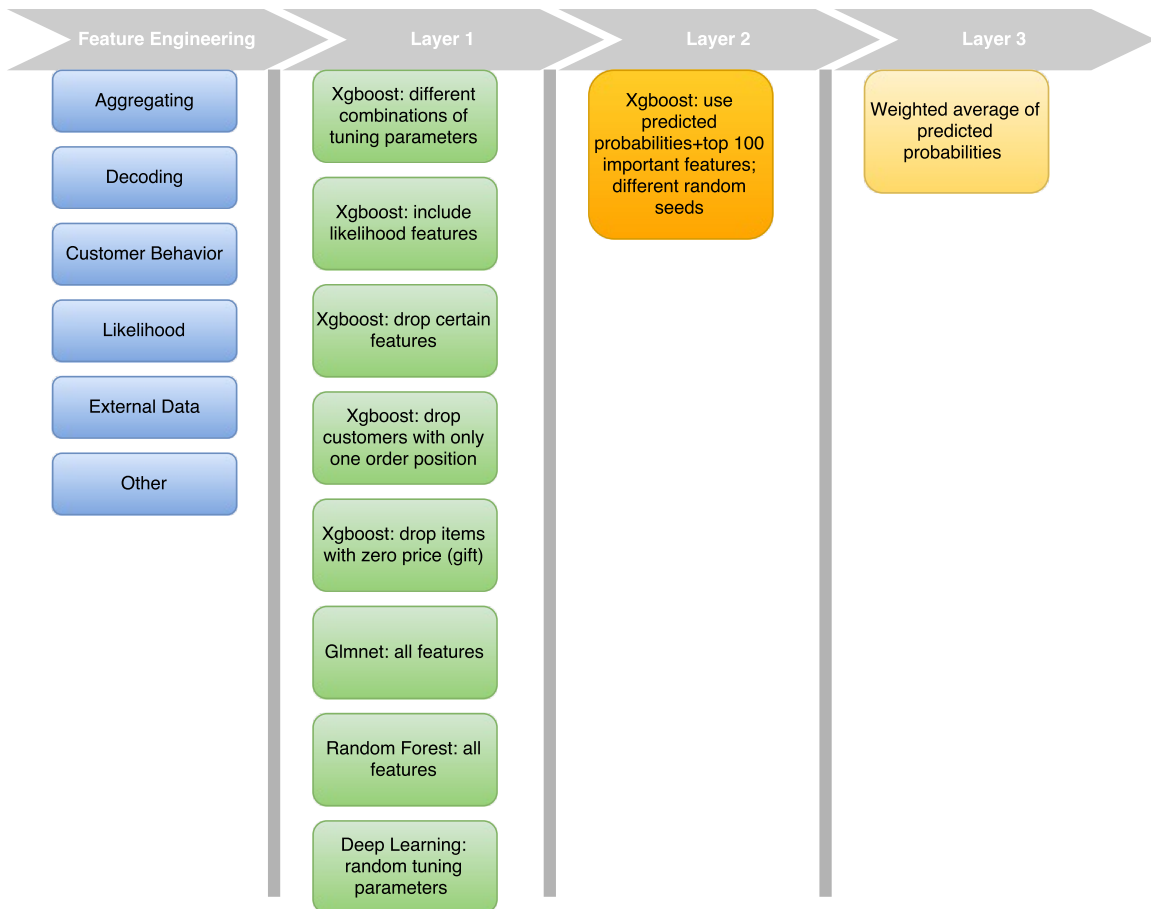 Feature Engineering
Layer 1
Layer 2
Layer 3
Aggregating
Decoding
Customer Behavior
Likelihood
External Data
Other
Xgboost: different
combinations of
tuning parameters
Xgboost: include
likelihood features
Xgboost: drop certain
features
Xgboost: drop
customers with only
one order position
Xgboost: drop items
with zero price (gift)
Glmnet: all features
Random Forest: all
features
Deep Learning:
random tuning
parameters
Xgboost: use
predicted
probabilities+top 100
important features;
different random
seeds
Weighted average of
predicted
probabilities